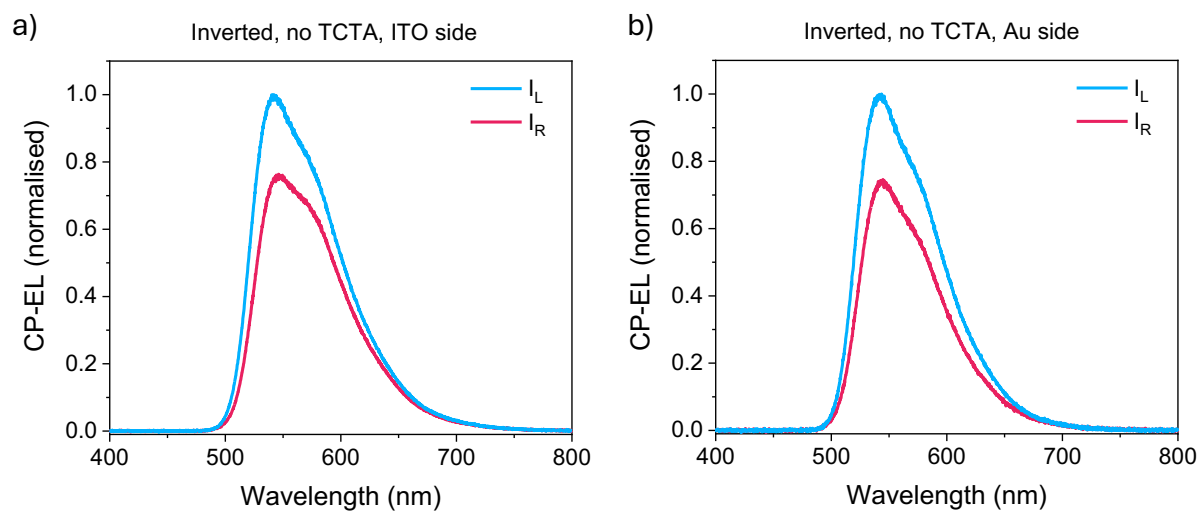 a)
Inverted, no TCTA, ITO side
I_L
I_R
CP-EL (normalised)
1.0
0.8
0.6
0.4
0.2
0.0
400
500
600
700
800
Wavelength (nm)
b)
Inverted, no TCTA, Au side
I_L
I_R
CP-EL (normalised)
1.0
0.8
0.6
0.4
0.2
0.0
400
500
600
700
800
Wavelength (nm)